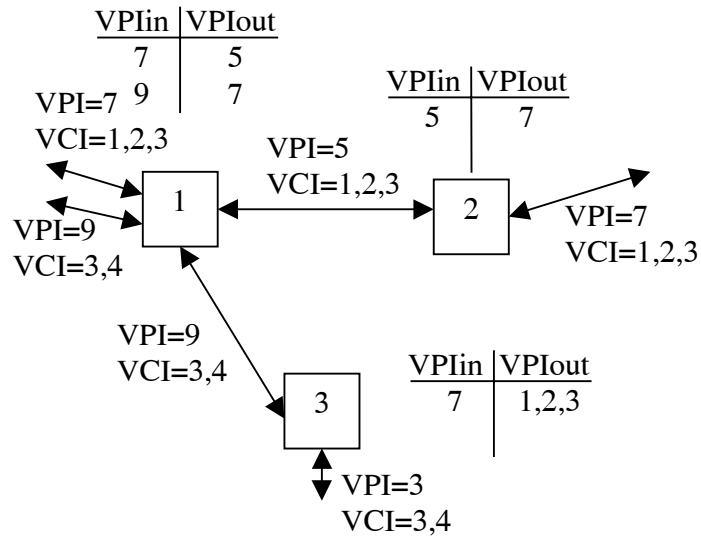 VPIin VPIout
7 5
9 7
VPI=7
VCI=1,2,3
VPIin VPIout
5 7
VPI=5
VCI=1,2,3
1
2
VPI=9
VCI=3,4
VPI=7
VCI=1,2,3
VPI=9
VCI=3,4
3
VPIin VPIout
7 1,2,3
VPI=3
VCI=3,4